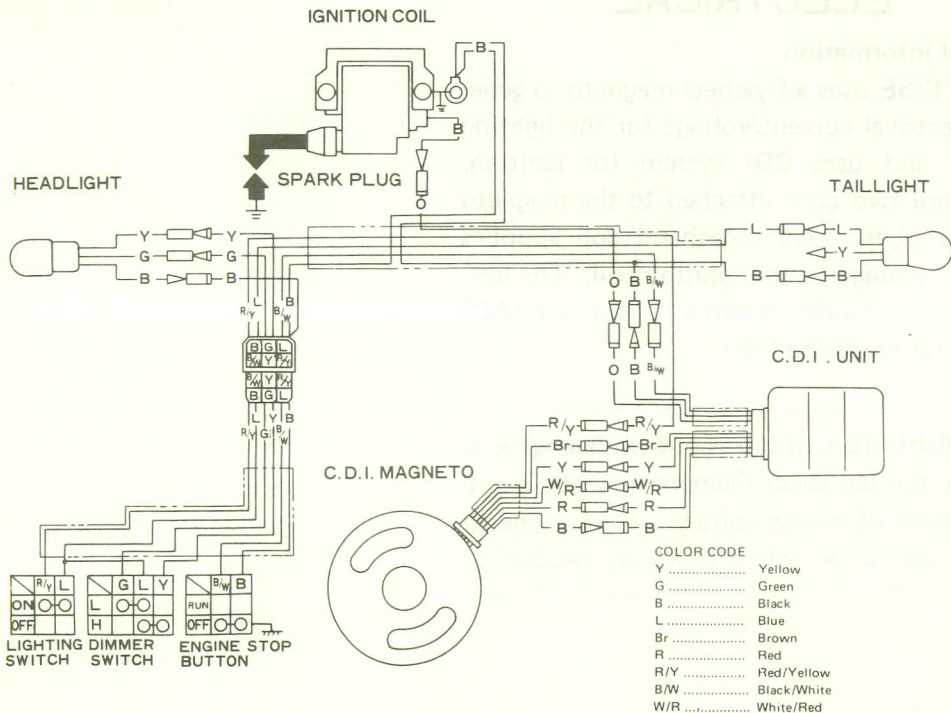 IGNITION COIL
B
B
HEADLIGHT
SPARK PLUG
TAILLIGHT
O
Y Y
G G
B B
L L
Y
B B
L B
R/Y B/W
B G L
B/W Y R/Y
B/W Y R/Y
B G L
L Y B
R/Y G B/W
O B B/W
O B B/W
C.D.I. UNIT
C.D.I. MAGNETO
R/Y R/Y
Br Br
Y Y
W/R W/R
R R
B B
R/Y L
ON
OFF
LIGHTING
SWITCH
G L Y
L
H
DIMMER
SWITCH
B/W B
RUN
OFF
ENGINE STOP
BUTTON
COLOR CODE
Y ................ Yellow
G ................ Green
B ................ Black
L ................ Blue
Br ................ Brown
R ................ Red
R/Y ................ Red/Yellow
B/W ................ Black/White
W/R ................ White/Red